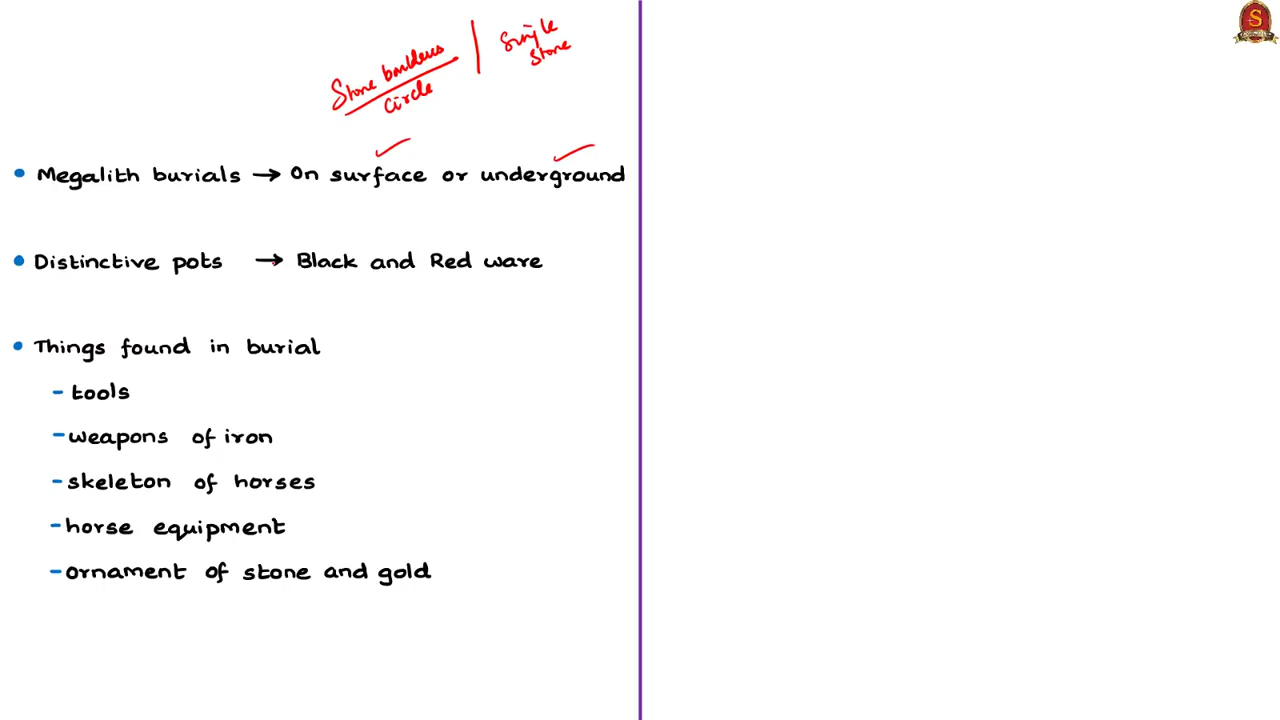 Stone boulders
circle
Single
stone
• Megalith burials → On surface or underground
• Distinctive pots → Black and Red ware
• Things found in burial
- tools
- weapons of iron
- skeleton of horses
- horse equipment
- ornament of stone and gold
S